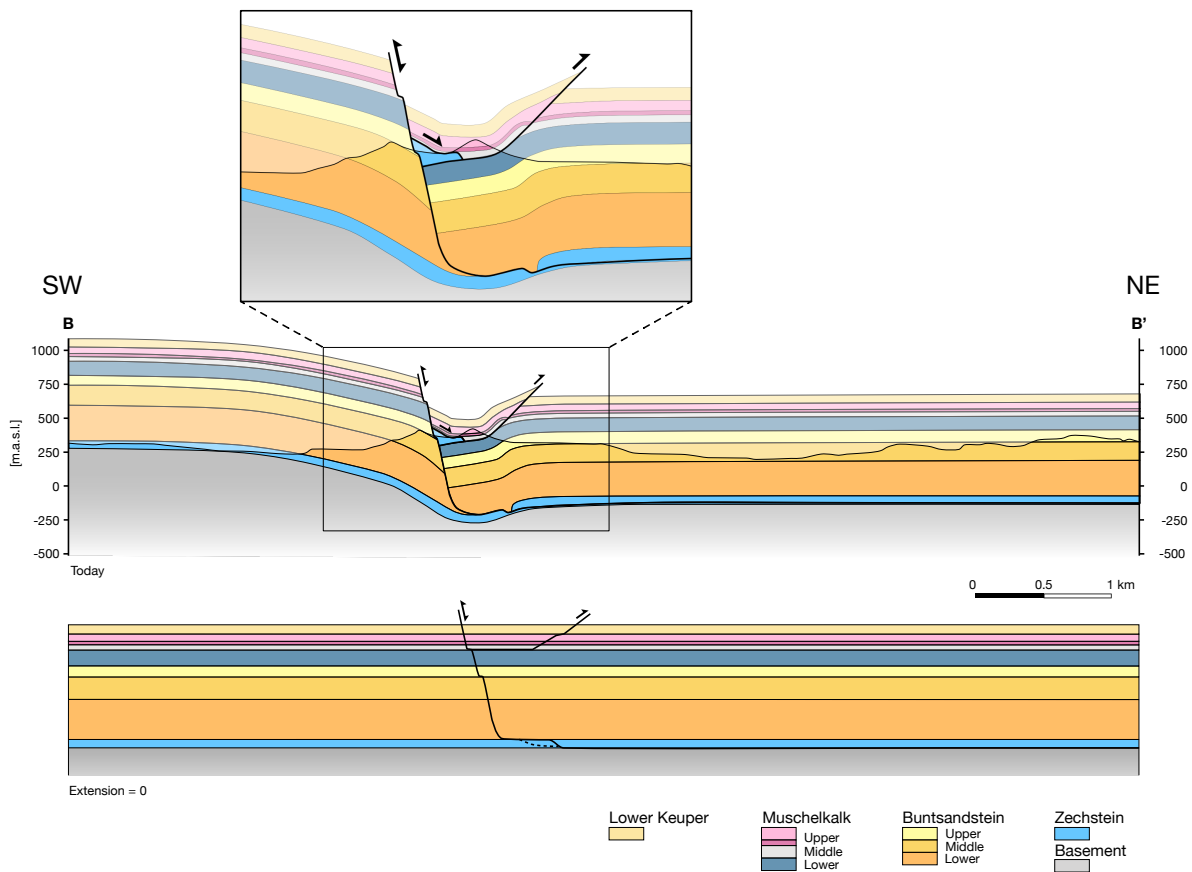 SW
NE
B
B'
1000
750
500
250
0
-250
-500
[m.a.s.l.]
1000
750
500
250
0
-250
-500
Today
0 0.5 1 km
Extension = 0
Lower Keuper
Muschelkalk
Upper
Middle
Lower
Buntsandstein
Upper
Middle
Lower
Zechstein
Basement